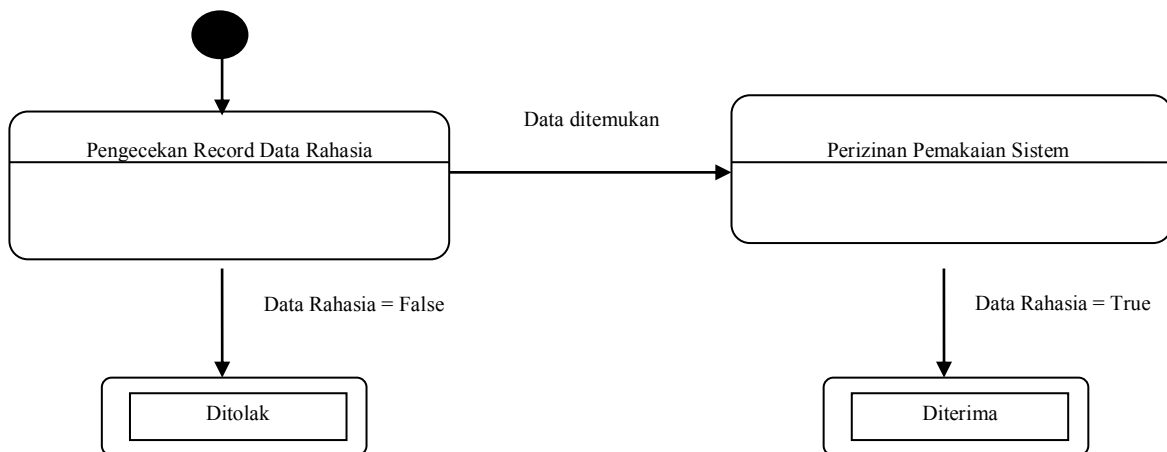 Data ditemukan
Pengecekan Record Data Rahasia
Perizinan Pemakaian Sistem
Data Rahasia = False
Data Rahasia = True
Ditolak
Diterima